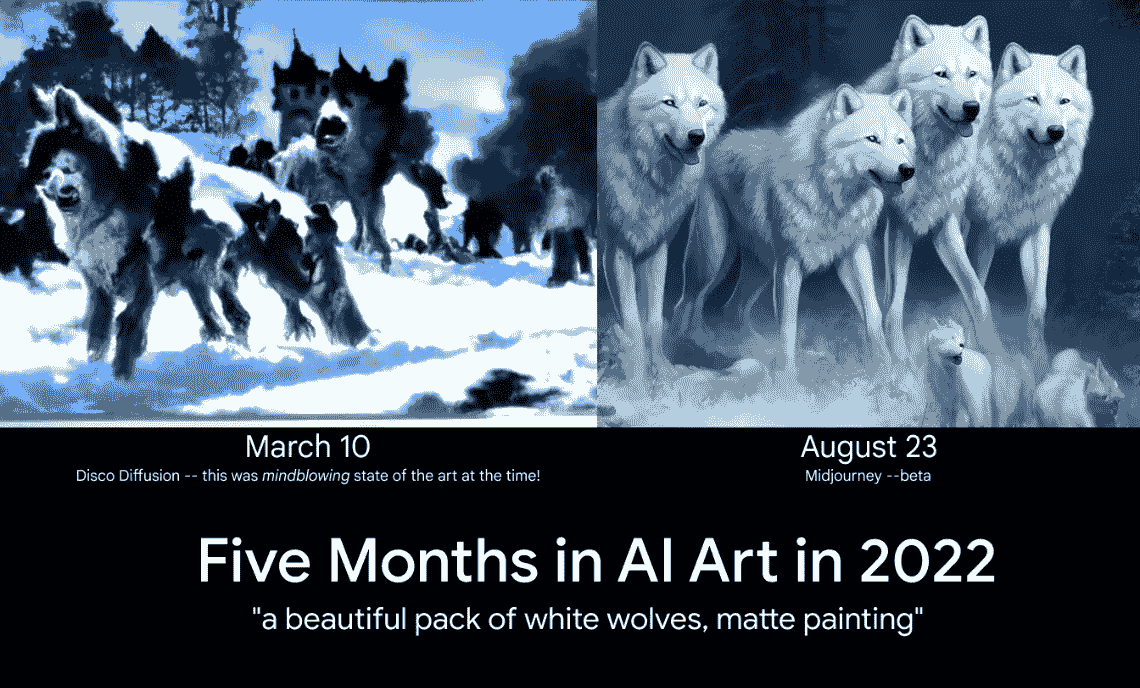 March 10
Disco Diffusion -- this was mindblowing state of the art at the time!
August 23
Midjourney --beta
Five Months in AI Art in 2022
"a beautiful pack of white wolves, matte painting"